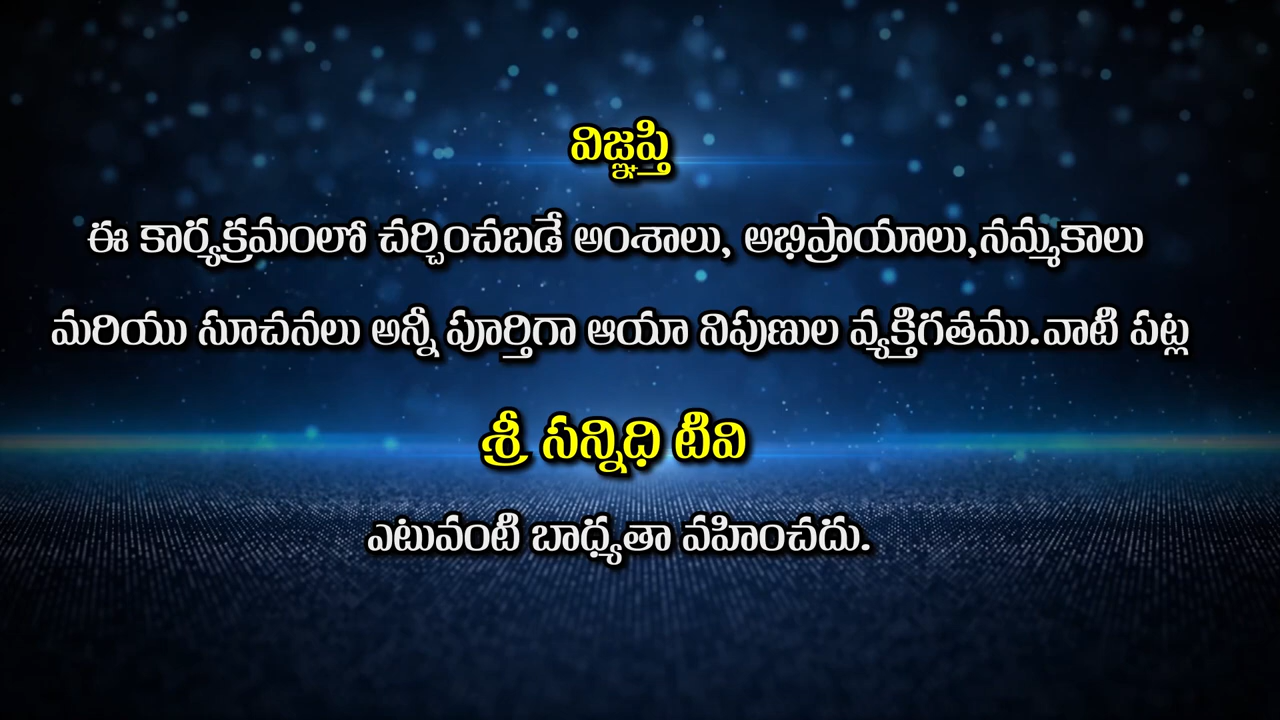 విజ్ఞప్తి
ఈ కార్యక్రమంలో చర్చించబడే అంశాలు, అభిప్రాయాలు,నమ్మకాలు
మరియు సూచనలు అన్నీ పూర్తిగా ఆయా నిపుణుల వ్యక్తిగతము.వాటి పట్ల
శ్రీ సన్నిధి టివి
ఎటువంటి బాధ్యతా వహించదు.